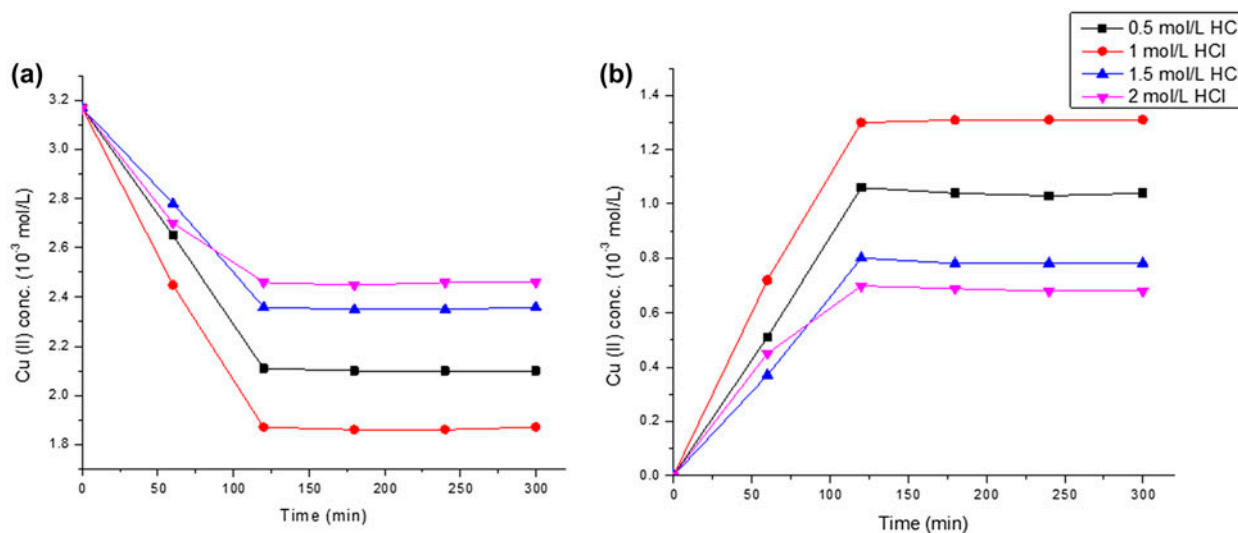 0.5 mol/L HC
1 mol/L HCl
1.5 mol/L HC
2 mol/L HCl
(a)
3.2
3.0
2.8
2.6
2.4
2.2
2.0
1.8
Cu (II) conc. (10-3 mol/L)
0 50 100 150 200 250 300
Time (min)
(b)
1.4
1.2
1.0
0.8
0.6
0.4
0.2
0.0
Cu (II) conc. (10-3 mol/L)
0 50 100 150 200 250 300
Time (min)